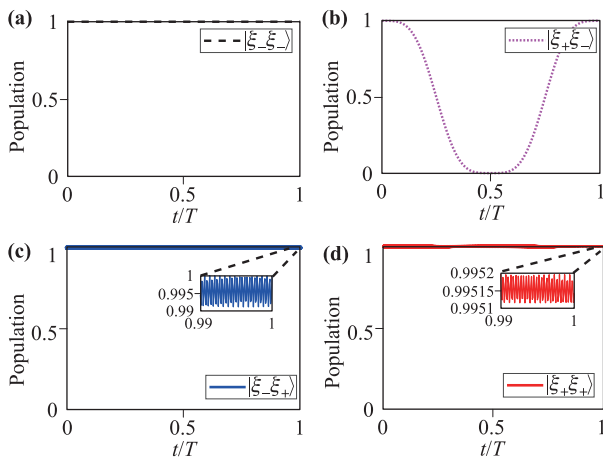 (a)
1
|ξ₋ξ₋⟩
Population
0.5
0
0
0.5
1
t/T
(b)
1
|ξ₊ξ₋⟩
Population
0.5
0
0
0.5
1
t/T
(c)
1
1
0.995
0.99
0.99
1
Population
0.5
|ξ₋ξ₊⟩
0
0
0.5
1
t/T
(d)
1
0.9952
0.99515
0.9951
0.99
1
Population
0.5
|ξ₊ξ₊⟩
0
0
0.5
1
t/T